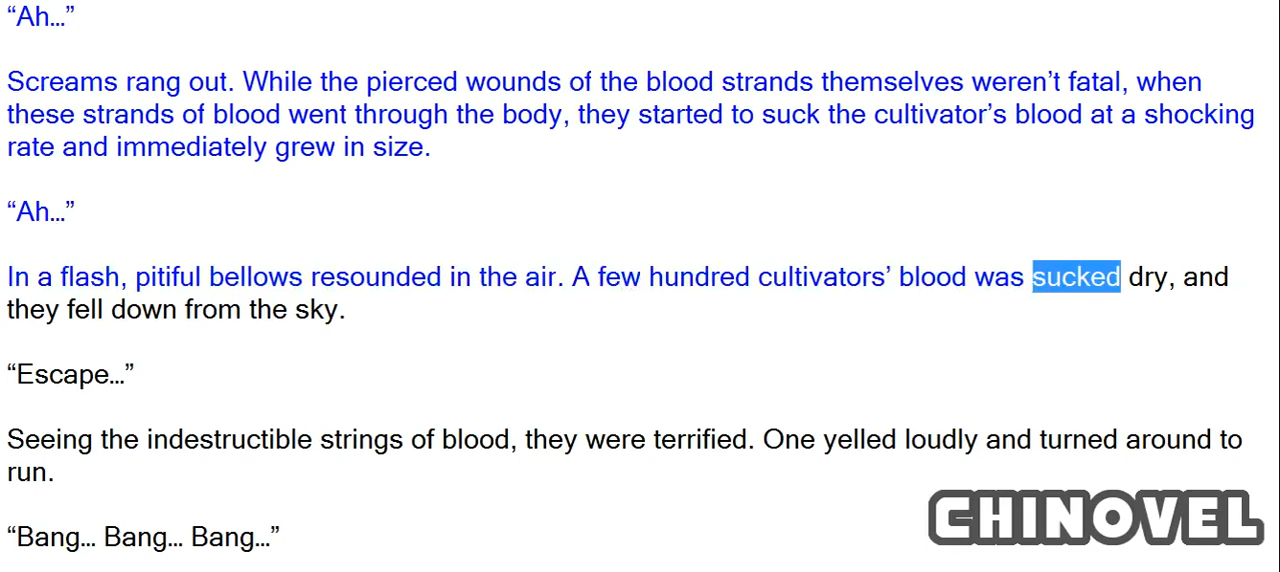 “Ah…”
Screams rang out. While the pierced wounds of the blood strands themselves weren’t fatal, when
these strands of blood went through the body, they started to suck the cultivator’s blood at a shocking
rate and immediately grew in size.
“Ah…”
In a flash, pitiful bellows resounded in the air. A few hundred cultivators’ blood was sucked dry, and
they fell down from the sky.
“Escape…”
Seeing the indestructible strings of blood, they were terrified. One yelled loudly and turned around to
run.
“Bang… Bang… Bang…”
CHINOVEL